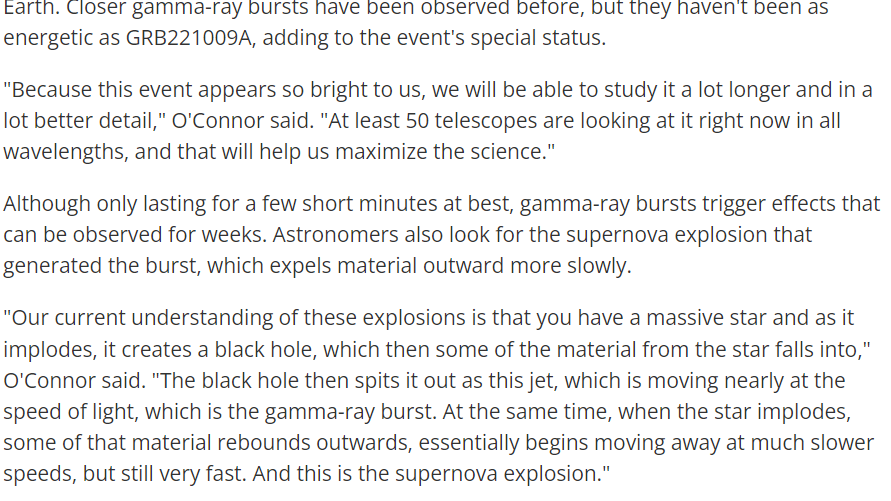 Earth. Closer gamma-ray bursts have been observed before, but they haven't been as
energetic as GRB221009A, adding to the event's special status.
"Because this event appears so bright to us, we will be able to study it a lot longer and in a
lot better detail," O'Connor said. "At least 50 telescopes are looking at it right now in all
wavelengths, and that will help us maximize the science."
Although only lasting for a few short minutes at best, gamma-ray bursts trigger effects that
can be observed for weeks. Astronomers also look for the supernova explosion that
generated the burst, which expels material outward more slowly.
"Our current understanding of these explosions is that you have a massive star and as it
implodes, it creates a black hole, which then some of the material from the star falls into,"
O'Connor said. "The black hole then spits it out as this jet, which is moving nearly at the
speed of light, which is the gamma-ray burst. At the same time, when the star implodes,
some of that material rebounds outwards, essentially begins moving away at much slower
speeds, but still very fast. And this is the supernova explosion."